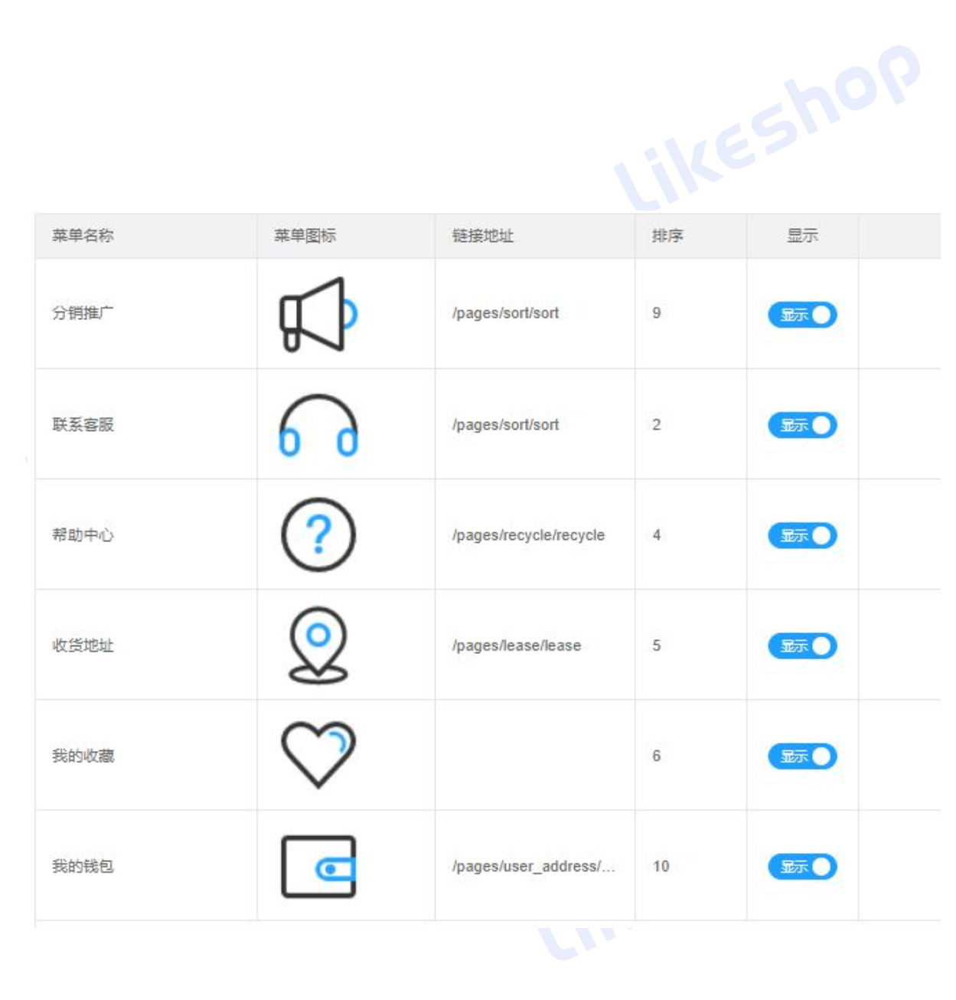 likeshop
菜单名称 菜单图标 链接地址 排序 显示
分销推广 /pages/sort/sort 9 显示
联系客服 /pages/sort/sort 2 显示
帮助中心 ? /pages/recycle/recycle 4 显示
收货地址 /pages/lease/lease 5 显示
我的收藏 6 显示
我的钱包 /pages/user_address/... 10 显示